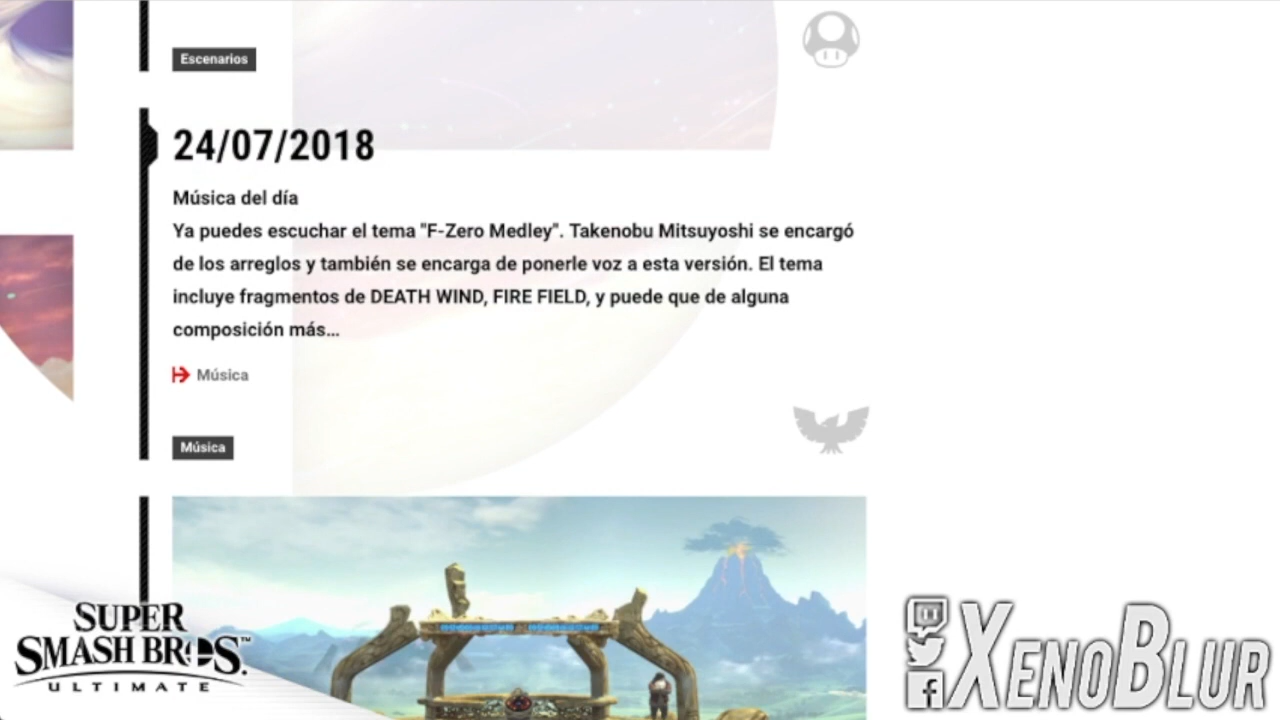 Escenarios
24/07/2018
Música del día
Ya puedes escuchar el tema "F-Zero Medley". Takenobu Mitsuyoshi se encargó
de los arreglos y también se encarga de ponerle voz a esta versión. El tema
incluye fragmentos de DEATH WIND, FIRE FIELD, y puede que de alguna
composición más...
Música
Música
SUPER
SMASH BROS.™
ULTIMATE
XENOBLUR